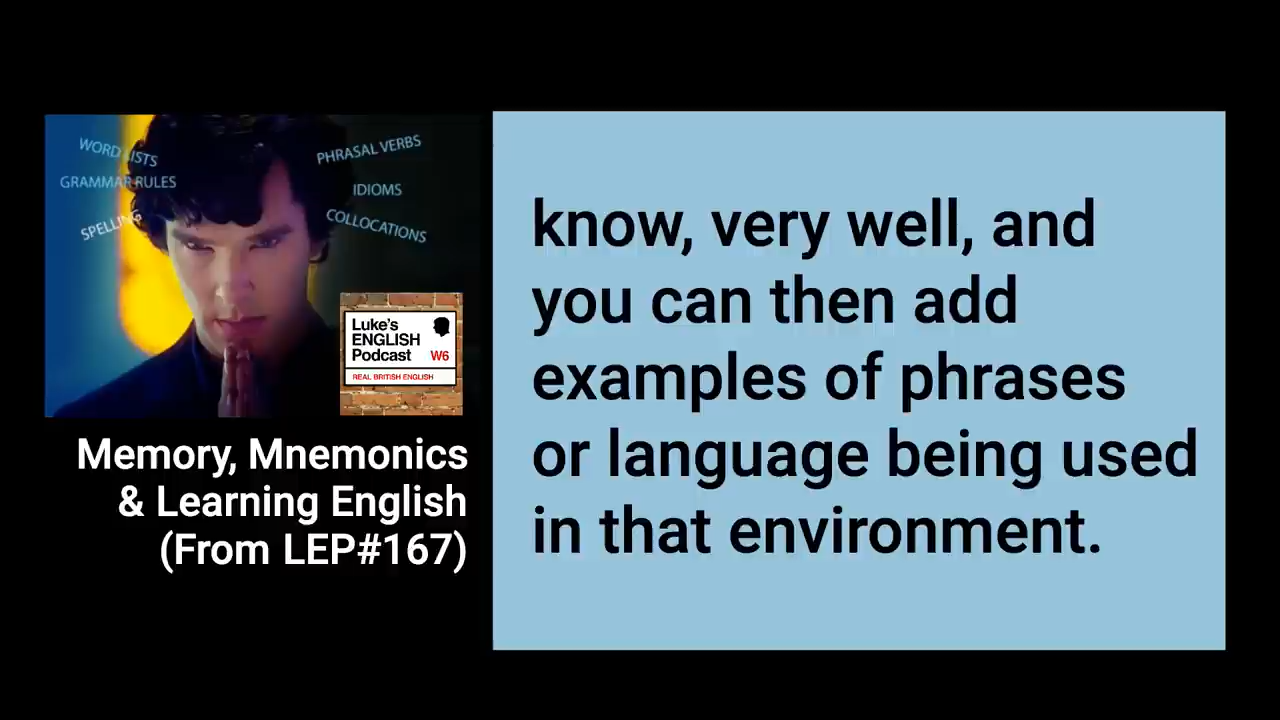 WORD LISTS
GRAMMAR RULES
SPELLING
PHRASAL VERBS
IDIOMS
COLLOCATIONS
Luke's
ENGLISH
Podcast W6
REAL BRITISH ENGLISH
Memory, Mnemonics
& Learning English
(From LEP#167)
know, very well, and
you can then add
examples of phrases
or language being used
in that environment.